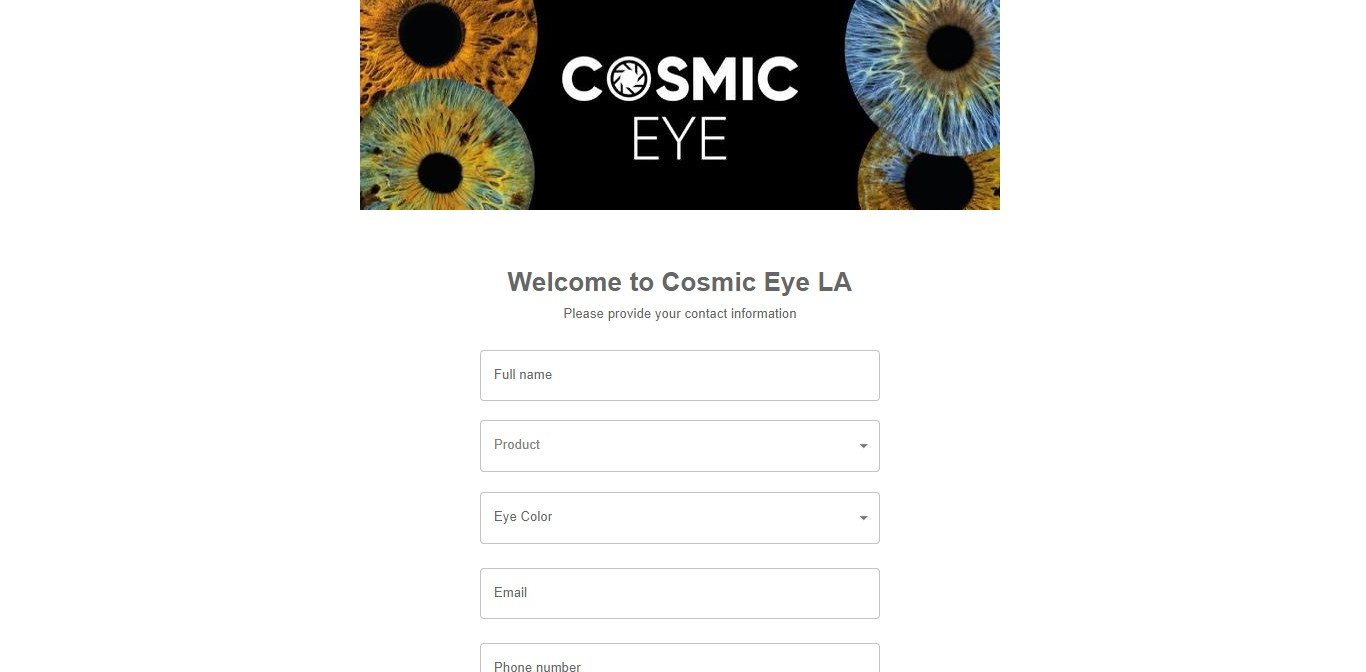 COSMIC
EYE
Welcome to Cosmic Eye LA
Please provide your contact information
Full name
Product
Eye Color
Email
Phone number